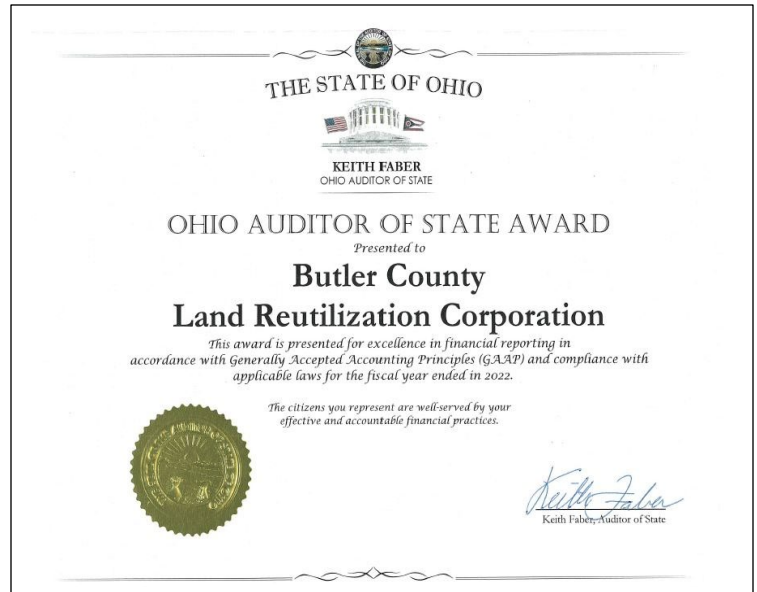 THE STATE OF OHIO
KEITH FABER
OHIO AUDITOR OF STATE
OHIO AUDITOR OF STATE AWARD
Presented to
Butler County
Land Reutilization Corporation
This award is presented for excellence in financial reporting in
accordance with Generally Accepted Accounting Principles (GAAP) and compliance with
applicable laws for the fiscal year ended in 2022.
The citizens you represent are well-served by your
effective and accountable financial practices.
Keith Faber
Keith Faber, Auditor of State